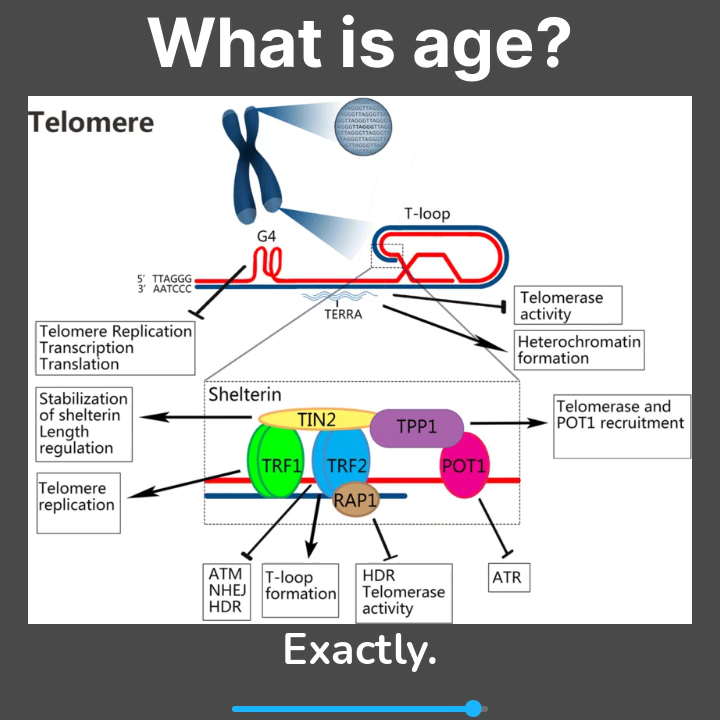 What is age?
Telomere
T-loop
G4
5' TTAGGG
3' AATCCC
TERRA
Telomerase
activity
Heterochromatin
formation
Telomere Replication
Transcription
Translation
Shelterin
Stabilization
of shelterin
Length
regulation
TIN2
TPP1
Telomerase and
POT1 recruitment
TRF1
TRF2
POT1
RAP1
Telomere
replication
ATM
NHEJ
HDR
T-loop
formation
HDR
Telomerase
activity
ATR
Exactly.